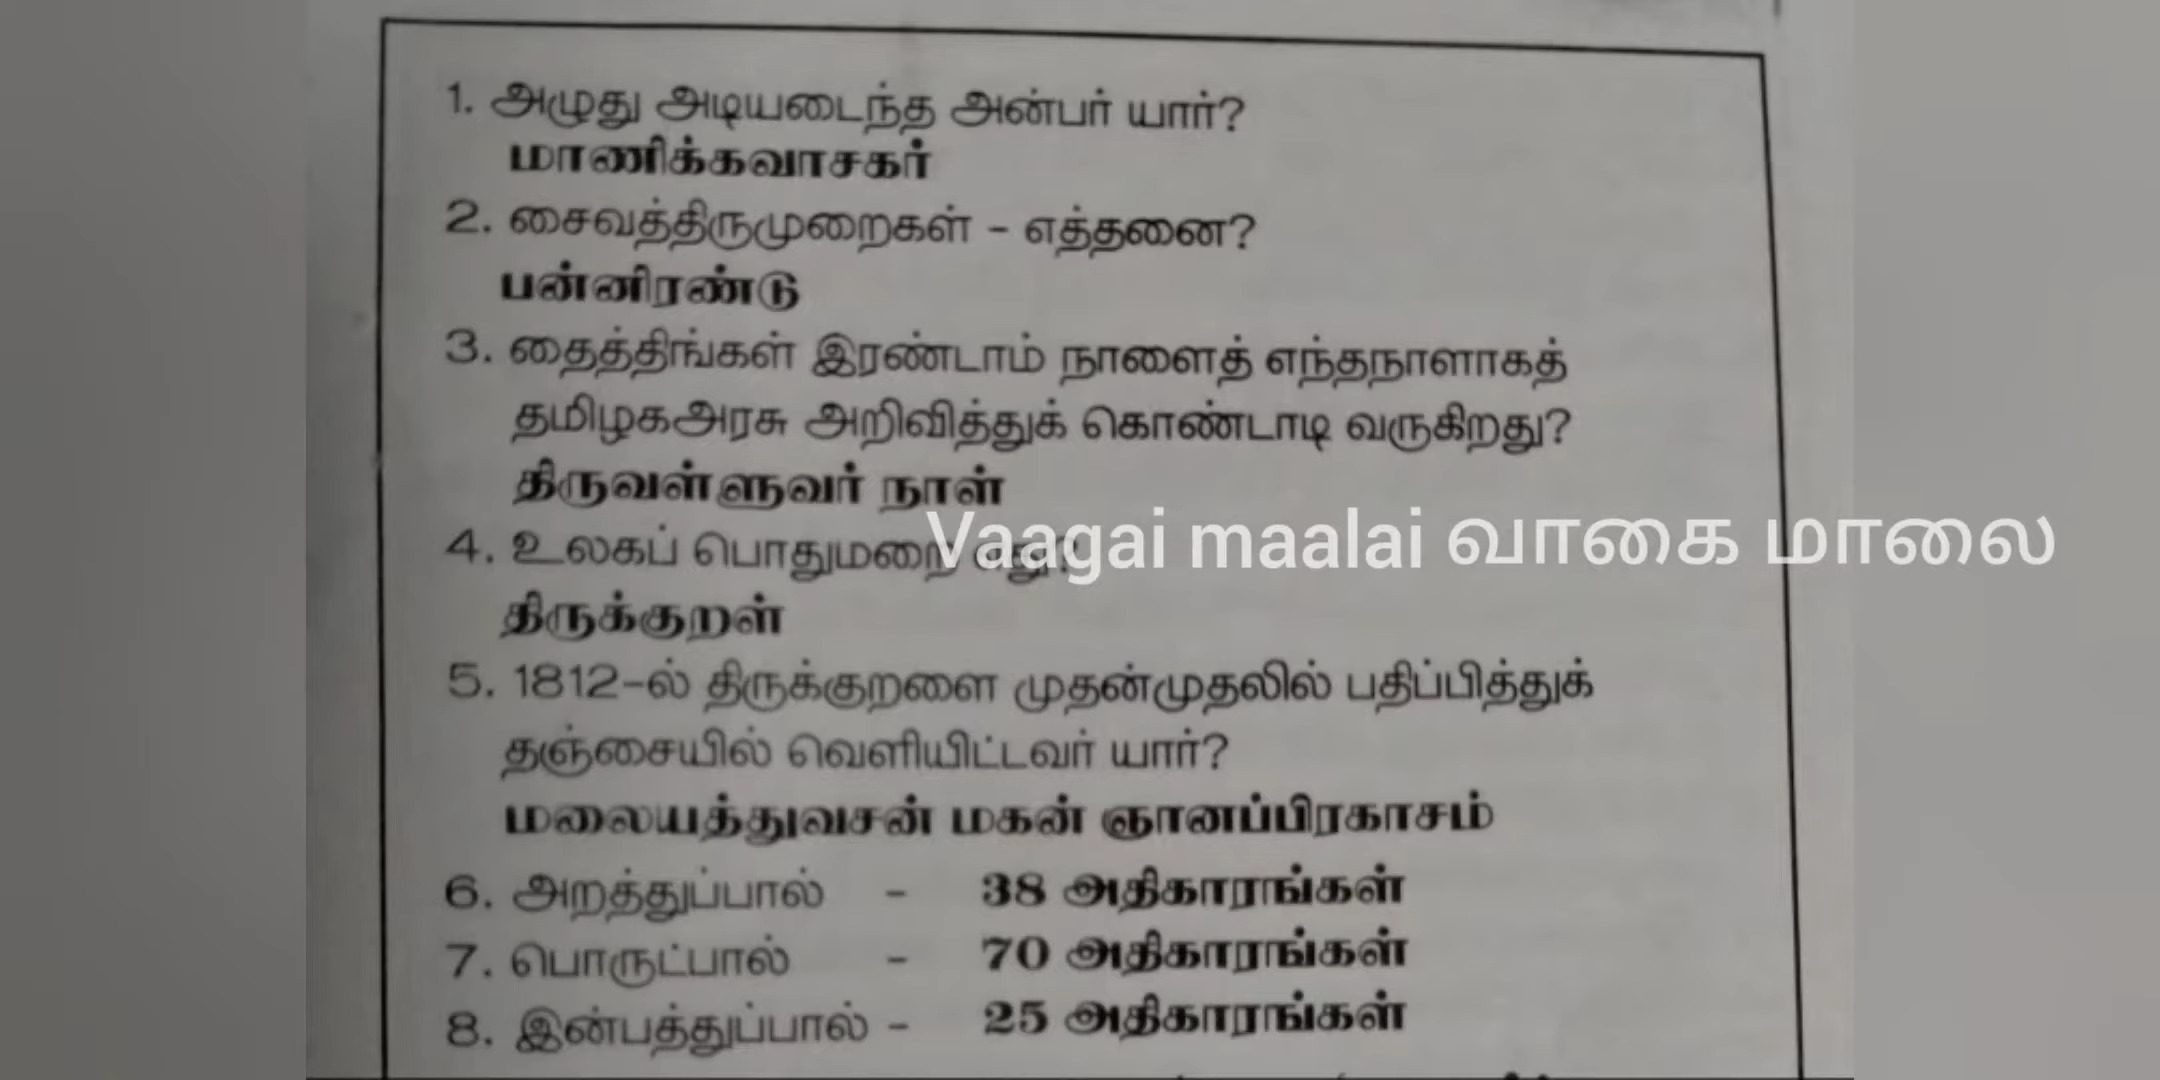 1. அழுது அடியடைந்த அன்பர் யார்?
மாணிக்கவாசகர்
2. சைவத்திருமுறைகள் - எத்தனை?
பன்னிரண்டு
3. தைத்திங்கள் இரண்டாம் நாளைத் எந்தநாளாகத்
தமிழகஅரசு அறிவித்துக் கொண்டாடி வருகிறது?
திருவள்ளுவர் நாள்
4. உலகப் பொதுமறை எது?
Vaagai maalai வாகை மாலை
திருக்குறள்
5. 1812-ல் திருக்குறளை முதன்முதலில் பதிப்பித்துக்
தஞ்சையில் வெளியிட்டவர் யார்?
மலையத்துவசன் மகன் ஞானப்பிரகாசம்
6. அறத்துப்பால் - 38 அதிகாரங்கள்
7. பொருட்பால் - 70 அதிகாரங்கள்
8. இன்பத்துப்பால் - 25 அதிகாரங்கள்